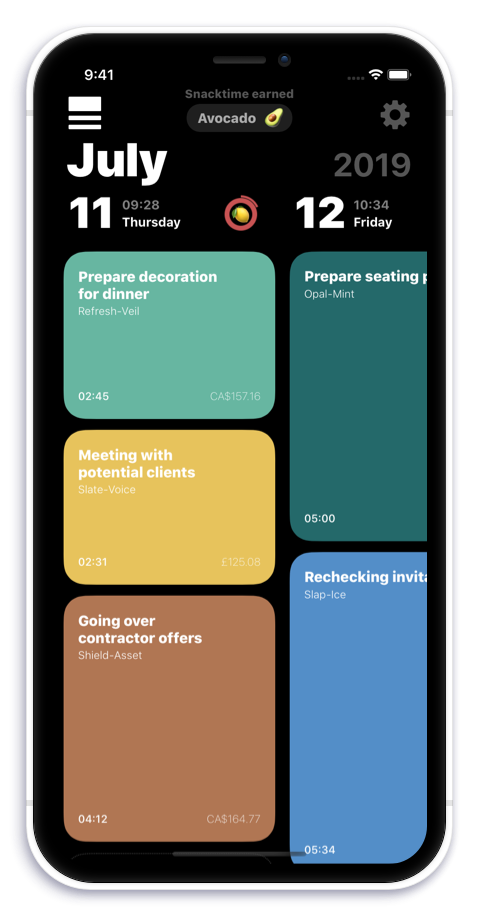 9:41
Snacktime earned
Avocado 🥑
July
2019
11
09:28
Thursday
12
10:34
Friday
Prepare decoration
for dinner
Refresh-Veil
02:45
CA$157.16
Meeting with
potential clients
Slate-Voice
02:31
£125.08
Going over
contractor offers
Shield-Asset
04:12
CA$164.77
Prepare seating
Opal-Mint
05:00
Rechecking
Slap-Ice
05:34